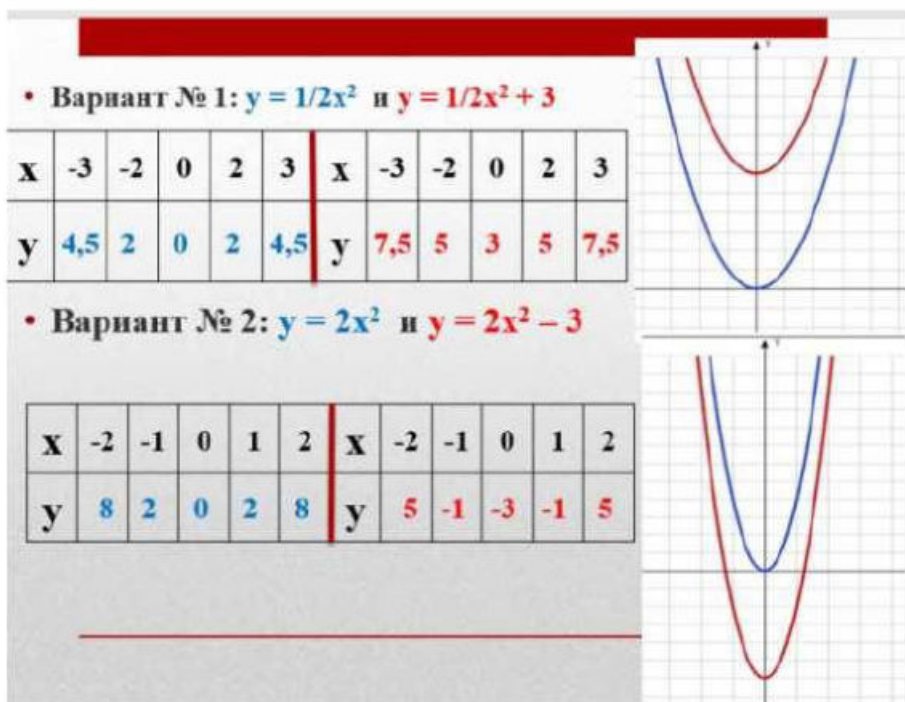 • Вариант № 1: y = 1/2x² и y = 1/2x² + 3
x -3 -2 0 2 3 x -3 -2 0 2 3
y 4,5 2 0 2 4,5 y 7,5 5 3 5 7,5
• Вариант № 2: y = 2x² и y = 2x² – 3
x -2 -1 0 1 2 x -2 -1 0 1 2
y 8 2 0 2 8 y 5 -1 -3 -1 5